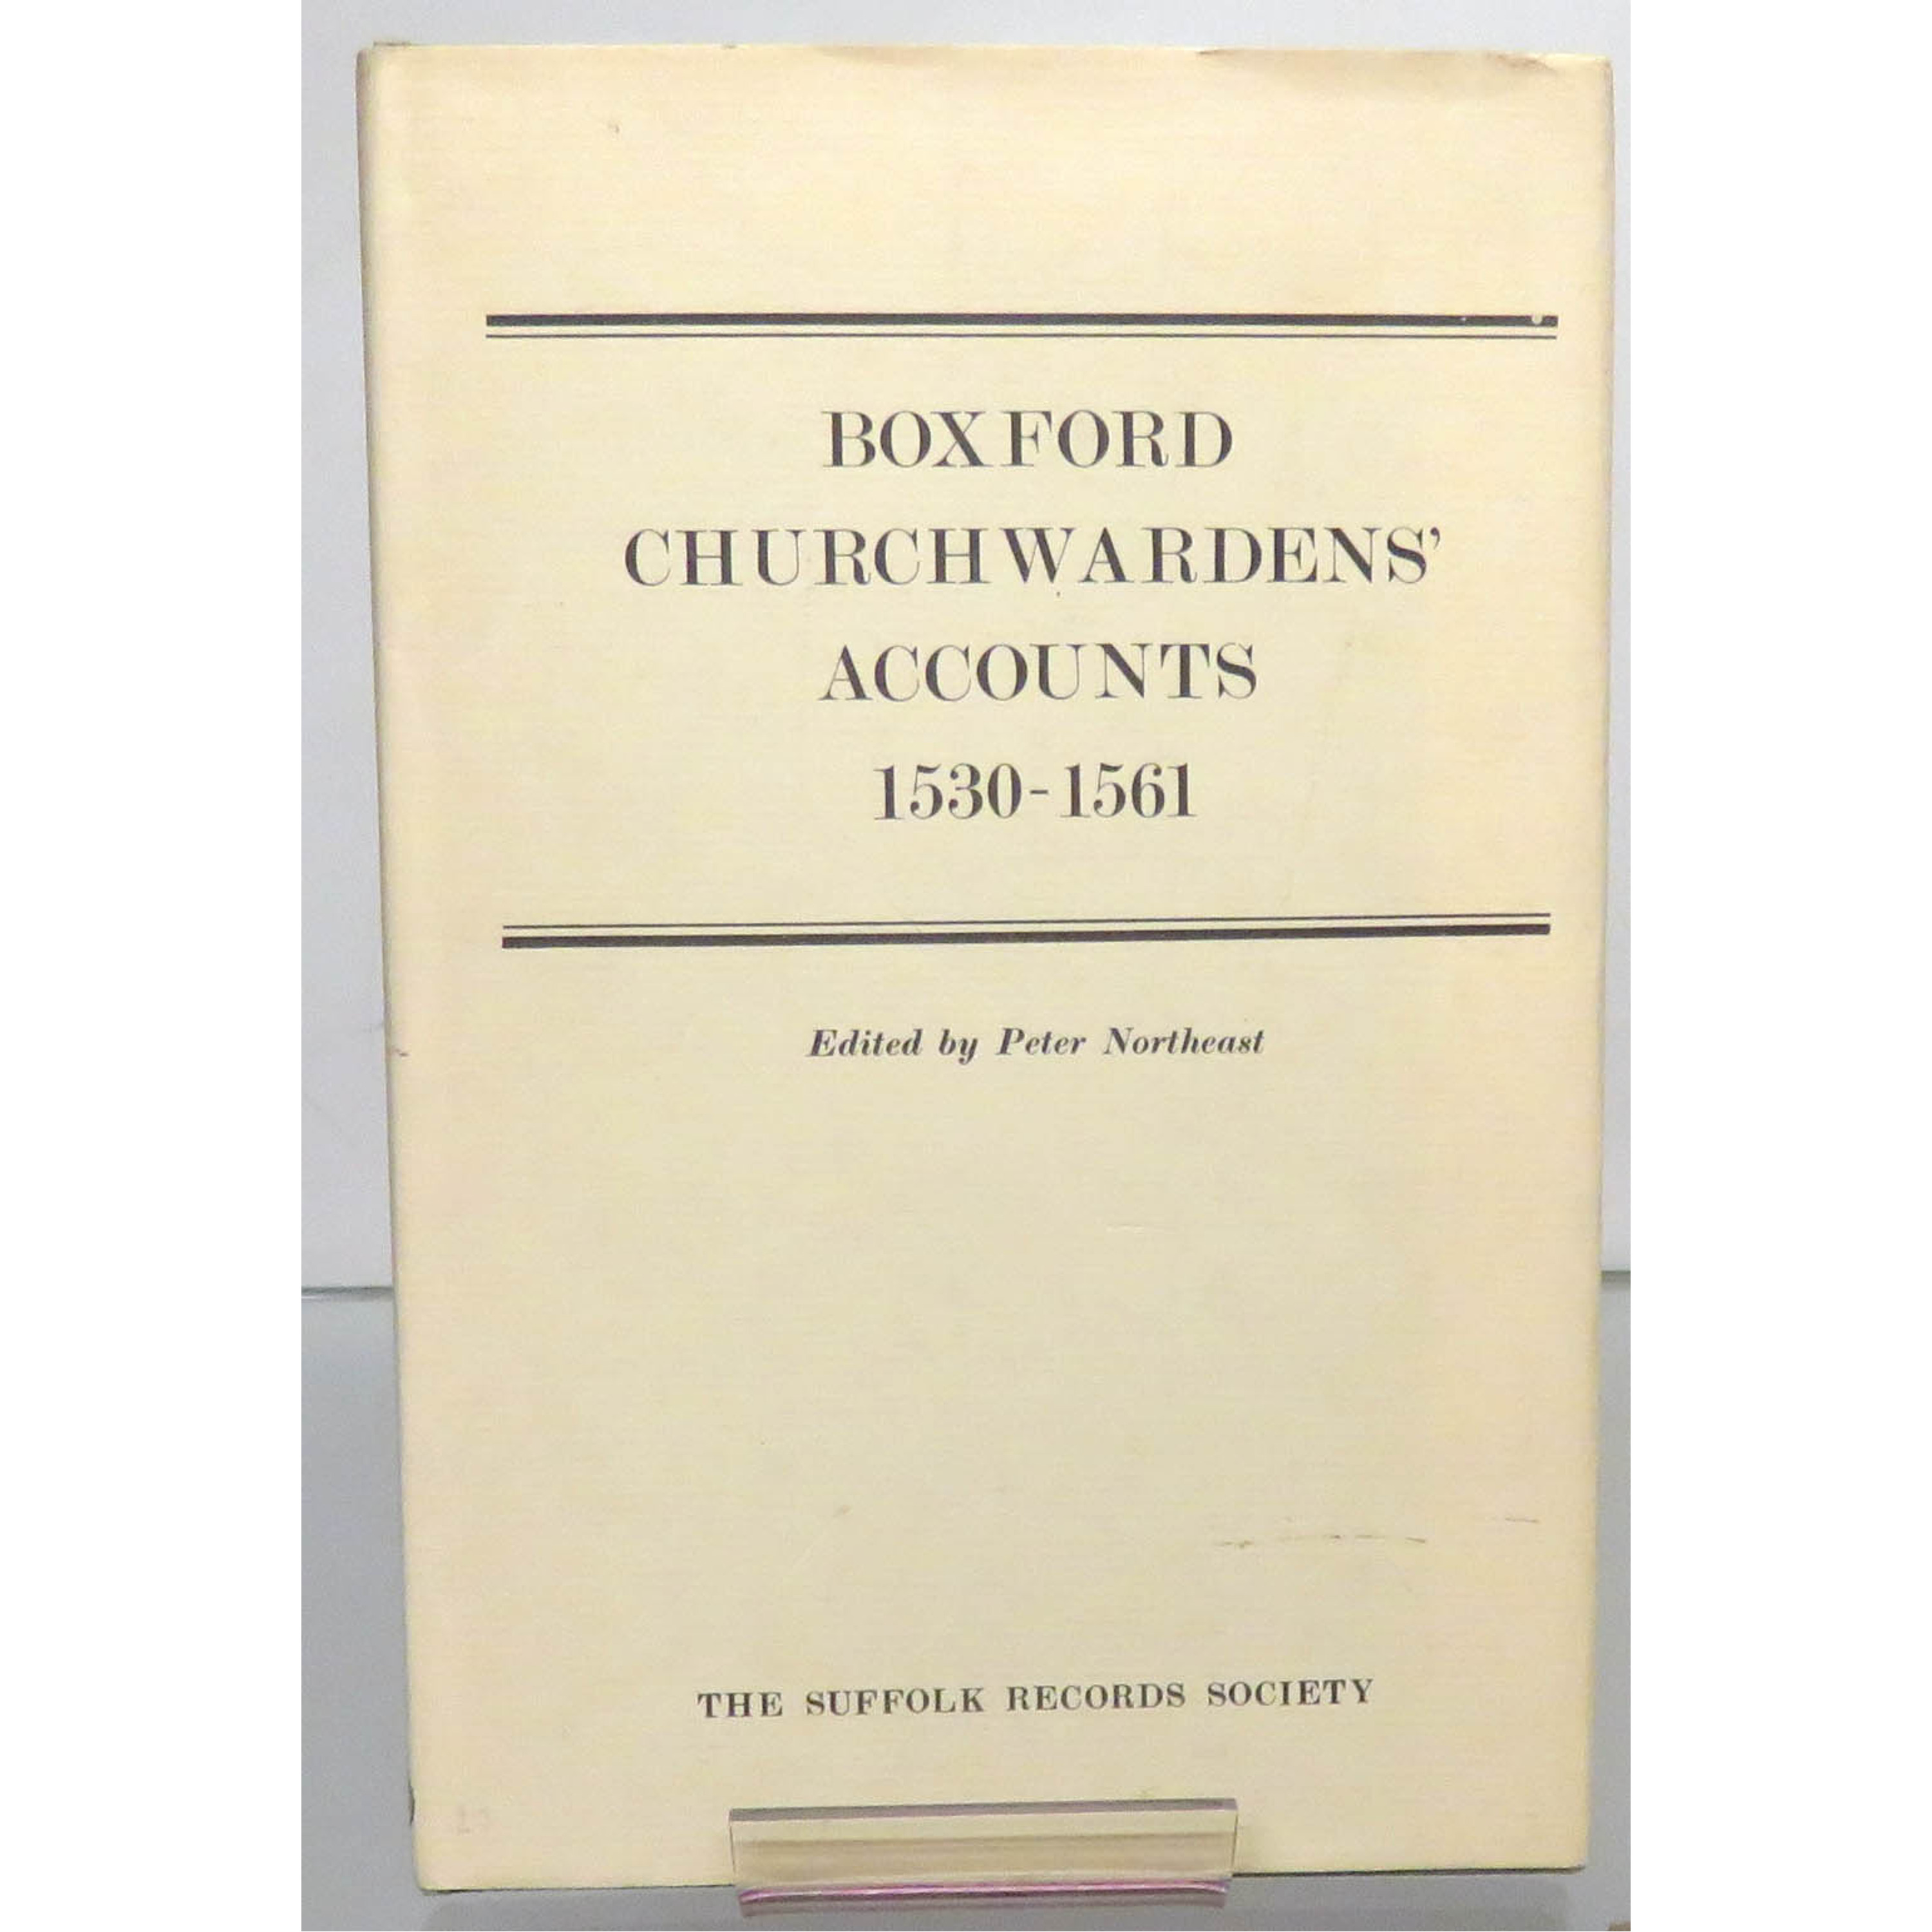 BOXFORD
CHURCHWARDENS'
ACCOUNTS
1530-1561
Edited by Peter Northeast
THE SUFFOLK RECORDS SOCIETY